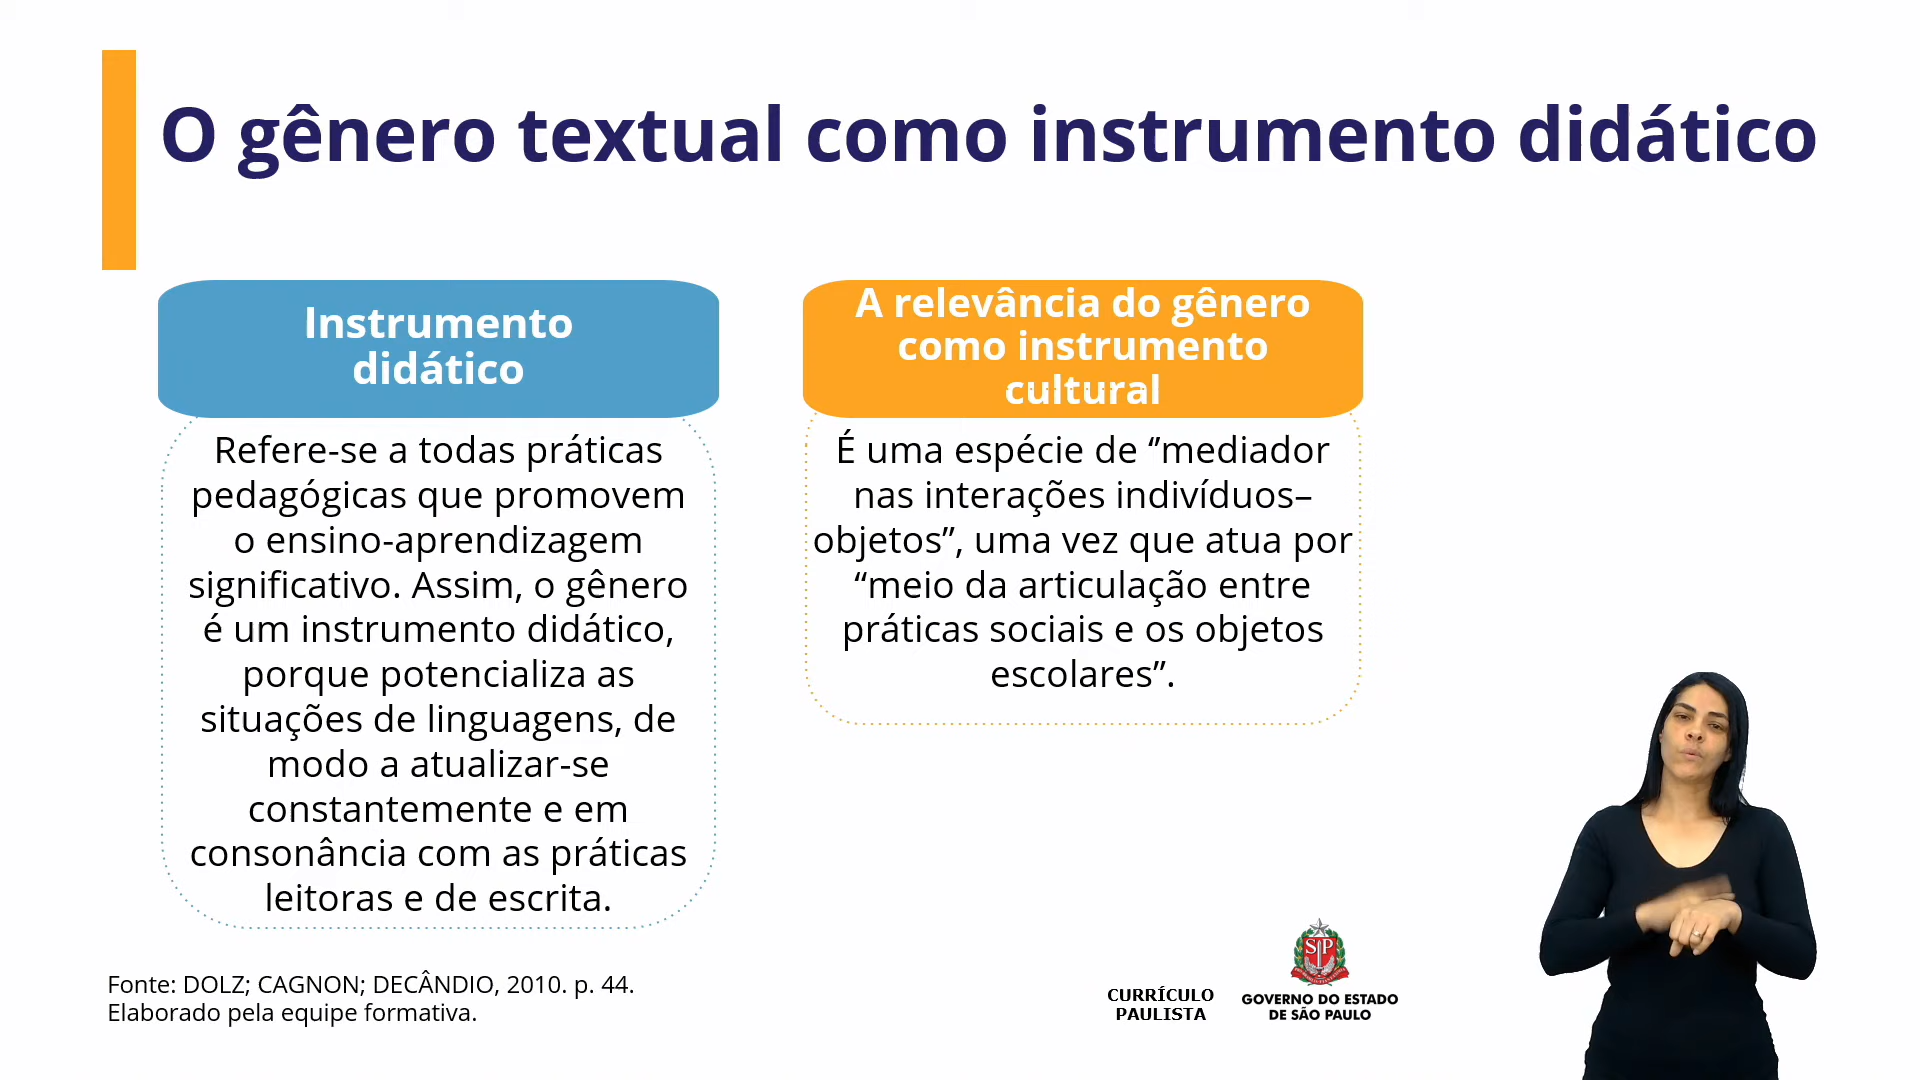 O gênero textual como instrumento didático
Instrumento
didático
Refere-se a todas práticas
pedagógicas que promovem
o ensino-aprendizagem
significativo. Assim, o gênero
é um instrumento didático,
porque potencializa as
situações de linguagens, de
modo a atualizar-se
constantemente e em
consonância com as práticas
leitoras e de escrita.
A relevância do gênero
como instrumento
cultural
É uma espécie de “mediador
nas interações indivíduos–
objetos”, uma vez que atua por
“meio da articulação entre
práticas sociais e os objetos
escolares”.
Fonte: DOLZ; CAGNON; DECÂNDIO, 2010. p. 44.
Elaborado pela equipe formativa.
CURRÍCULO
PAULISTA
SP
GOVERNO DO ESTADO
DE SÃO PAULO